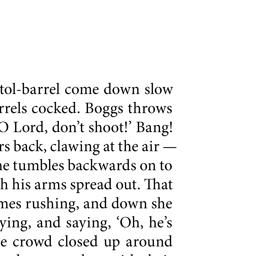 tol-barrel come down slow
rrels cocked. Boggs throws
O Lord, don’t shoot!’ Bang!
rs back, clawing at the air —
he tumbles backwards on to
h his arms spread out. That
mes rushing, and down she
ying, and saying, ‘Oh, he’s
e crowd closed up around